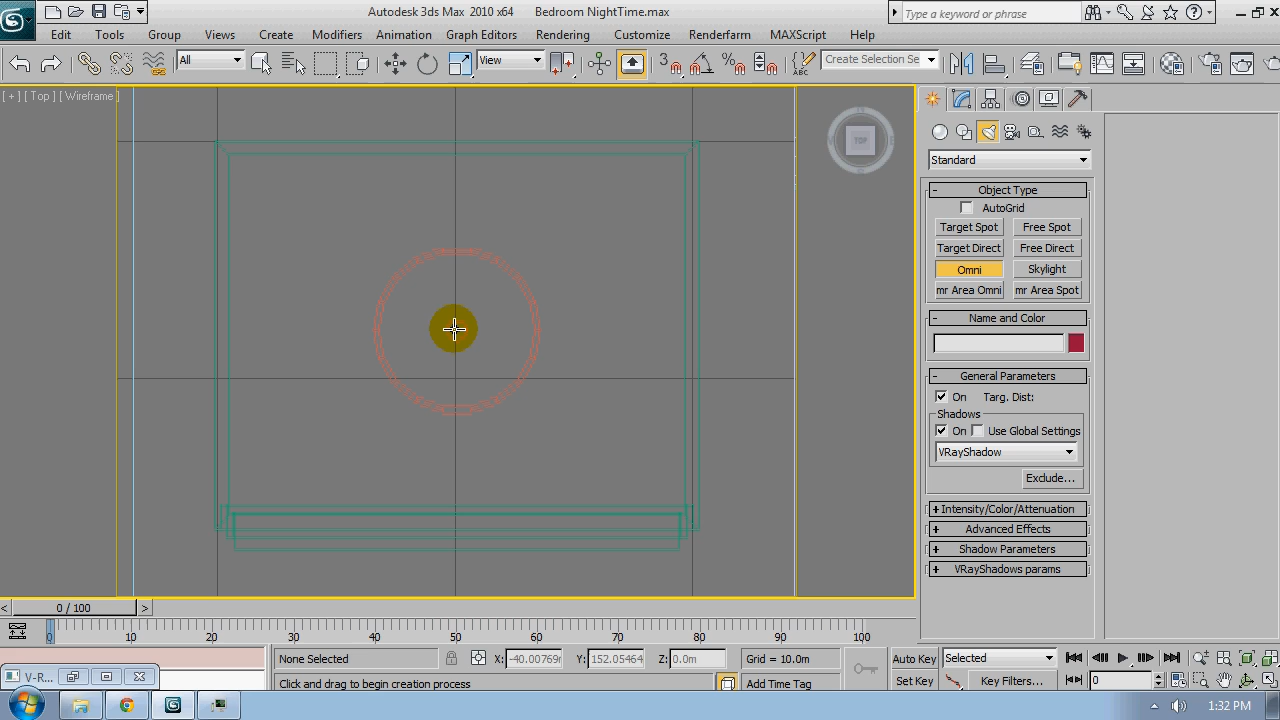 Autodesk 3ds Max 2010 x64 Bedroom NightTime.max
Type a keyword or phrase
Edit Tools Group Views Create Modifiers Animation Graph Editors Rendering Customize Renderfarm MAXScript Help
All View 3 ABC Create Selection Se
[ + ] [ Top ] [ Wireframe ]
TOP
Standard
- Object Type
AutoGrid
Target Spot Free Spot
Target Direct Free Direct
Omni Skylight
mr Area Omni mr Area Spot
- Name and Color
- General Parameters
On Targ. Dist:
Shadows
On Use Global Settings
VRayShadow
Exclude...
+ Intensity/Color/Attenuation
+ Advanced Effects
+ Shadow Parameters
+ VRayShadows params
< 0 / 100 >
0 10 20 30 40 50 60 70 80 90 100
None Selected X: -40.00769m Y: 152.05464 Z: 0.0m Grid = 10.0m Auto Key Selected
V-R... Click and drag to begin creation process Add Time Tag Set Key Key Filters... 0
1:32 PM